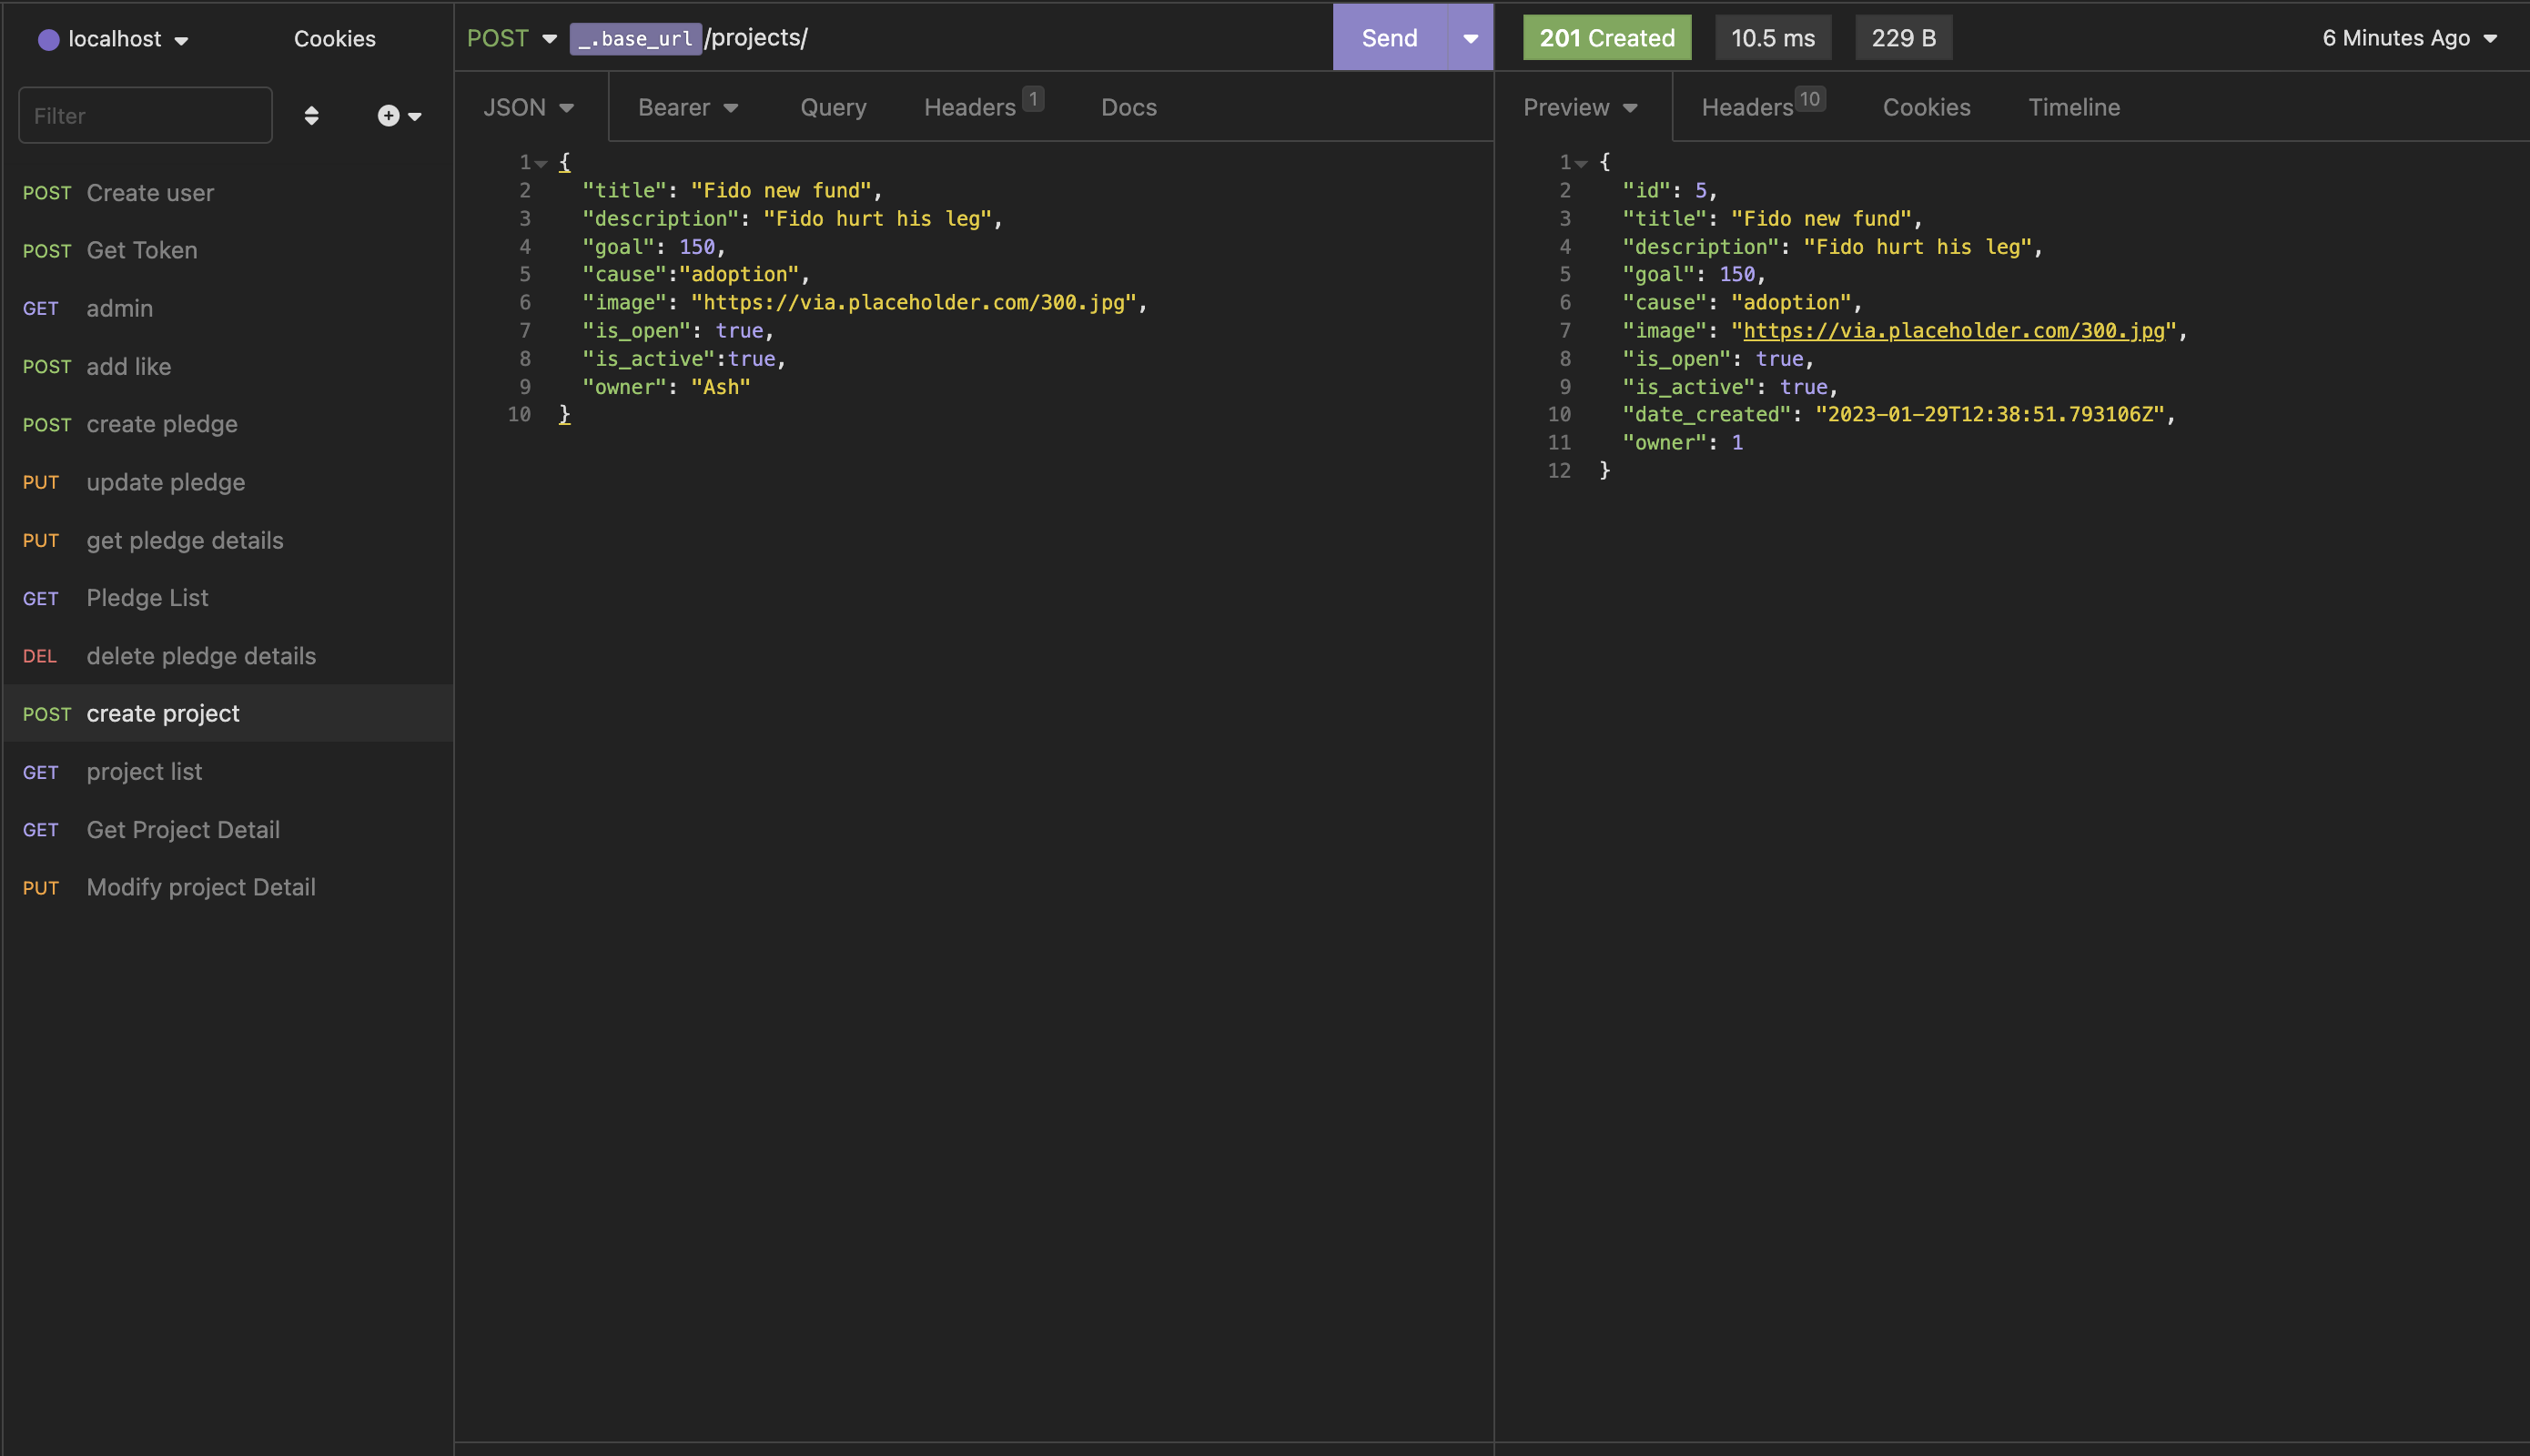 localhost Cookies
Filter
POST Create user
POST Get Token
GET admin
POST add like
POST create pledge
PUT update pledge
PUT get pledge details
GET Pledge List
DEL delete pledge details
POST create project
GET project list
GET Get Project Detail
PUT Modify project Detail
POST _.base_url/projects/ Send
JSON Bearer Query Headers 1 Docs
1 {
2 "title": "Fido new fund",
3 "description": "Fido hurt his leg",
4 "goal": 150,
5 "cause":"adoption",
6 "image": "https://via.placeholder.com/300.jpg",
7 "is_open": true,
8 "is_active":true,
9 "owner": "Ash"
10 }
201 Created 10.5 ms 229 B 6 Minutes Ago
Preview Headers 10 Cookies Timeline
1 {
2 "id": 5,
3 "title": "Fido new fund",
4 "description": "Fido hurt his leg",
5 "goal": 150,
6 "cause": "adoption",
7 "image": "https://via.placeholder.com/300.jpg",
8 "is_open": true,
9 "is_active": true,
10 "date_created": "2023-01-29T12:38:51.793106Z",
11 "owner": 1
12 }